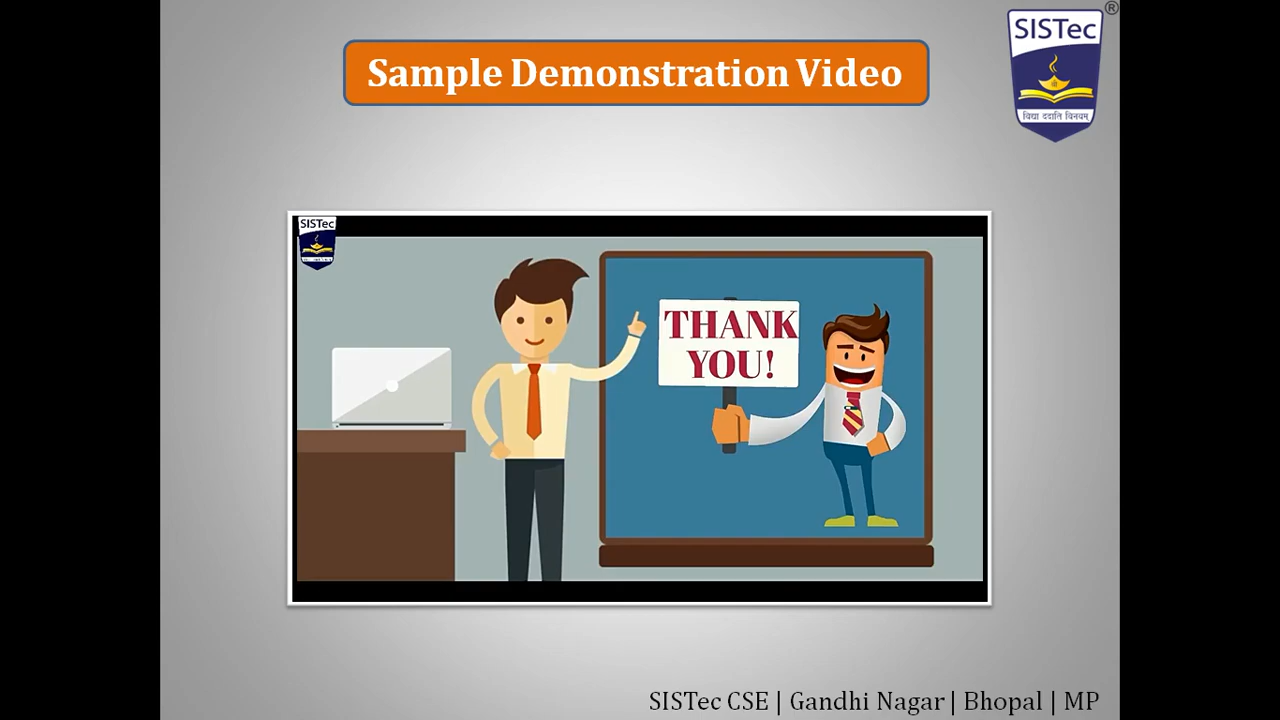 ®
SISTec
Sample Demonstration Video
विद्या ददाति विनयम्
SISTec
THANK
YOU!
SISTec CSE | Gandhi Nagar | Bhopal | MP